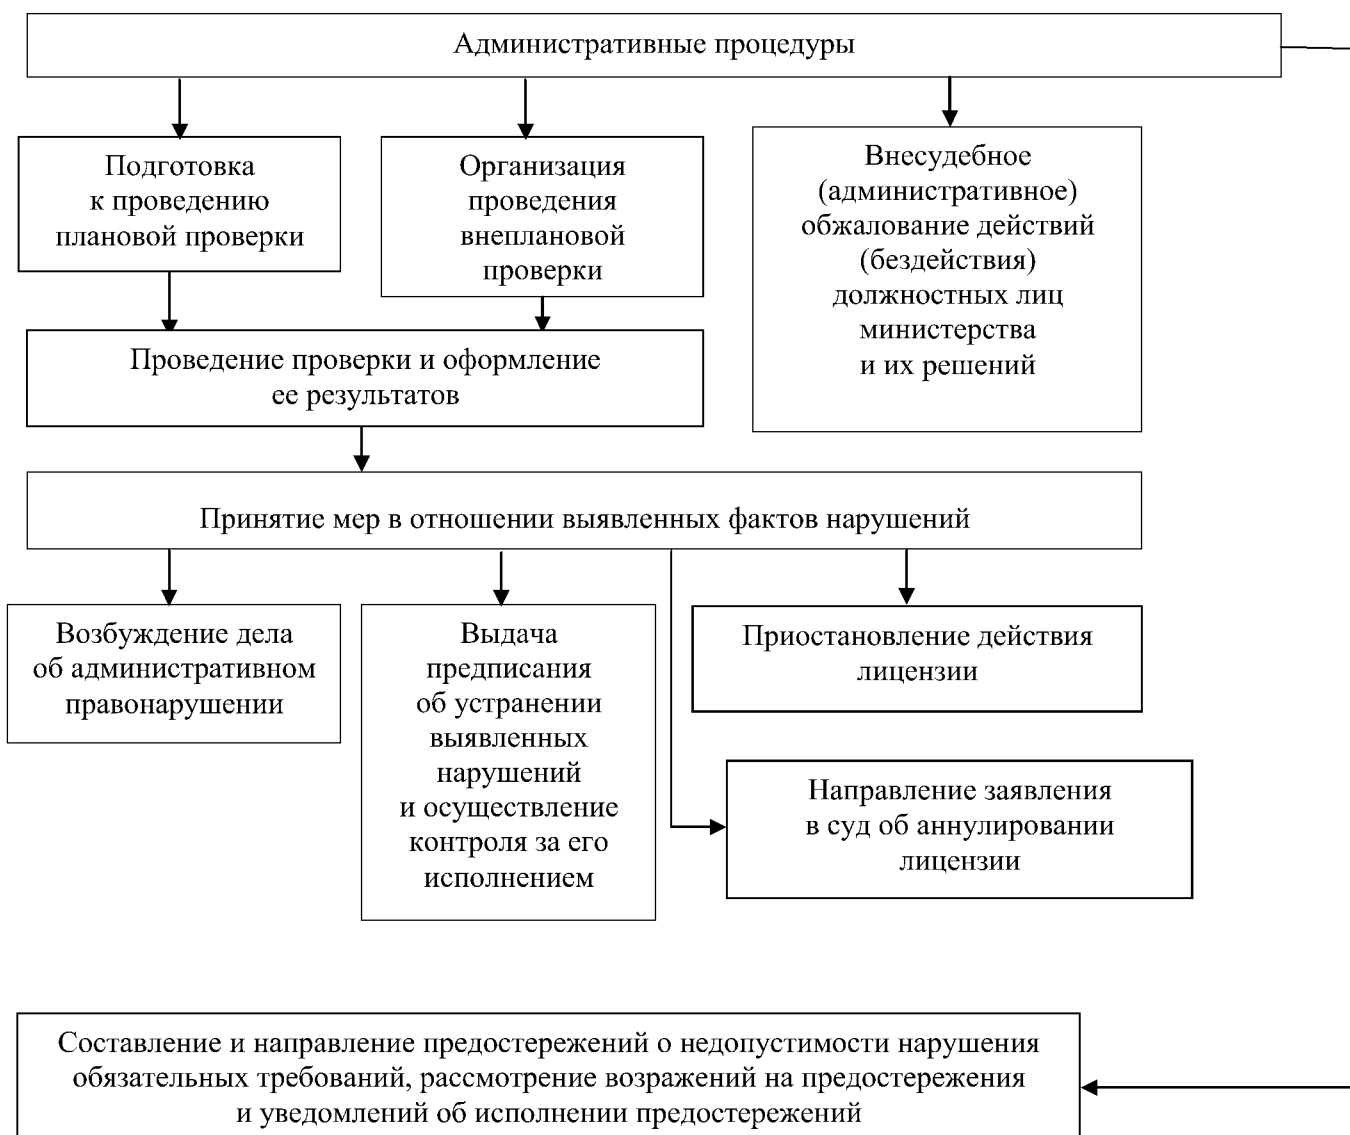 Административные процедуры
Подготовка
к проведению
плановой проверки
Организация
проведения
внеплановой
проверки
Внесудебное
(административное)
обжалование действий
(бездействия)
должностных лиц
министерства
и их решений
Проведение проверки и оформление
ее результатов
Принятие мер в отношении выявленных фактов нарушений
Возбуждение дела
об административном
правонарушении
Выдача
предписания
об устранении
выявленных
нарушений
и осуществление
контроля за его
исполнением
Приостановление действия
лицензии
Направление заявления
в суд об аннулировании
лицензии
Составление и направление предостережений о недопустимости нарушения
обязательных требований, рассмотрение возражений на предостережения
и уведомлений об исполнении предостережений